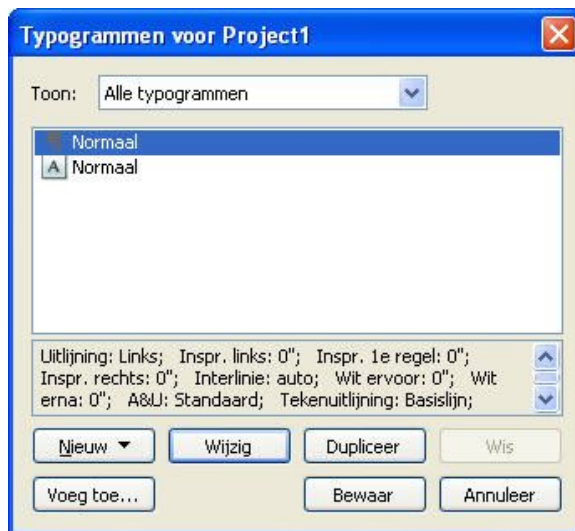 Typogrammen voor Project1
Toon: Alle typogrammen
Normaal
A Normaal
Uitlijning: Links; Inspr. links: 0"; Inspr. 1e regel: 0";
Inspr. rechts: 0"; Interlinie: auto; Wit ervoor: 0"; Wit
erna: 0"; A&U: Standaard; Tekenuitlijning: Basislijn;
Nieuw Wijzig Dupliceer Wis
Voeg toe... Bewaar Annuleer